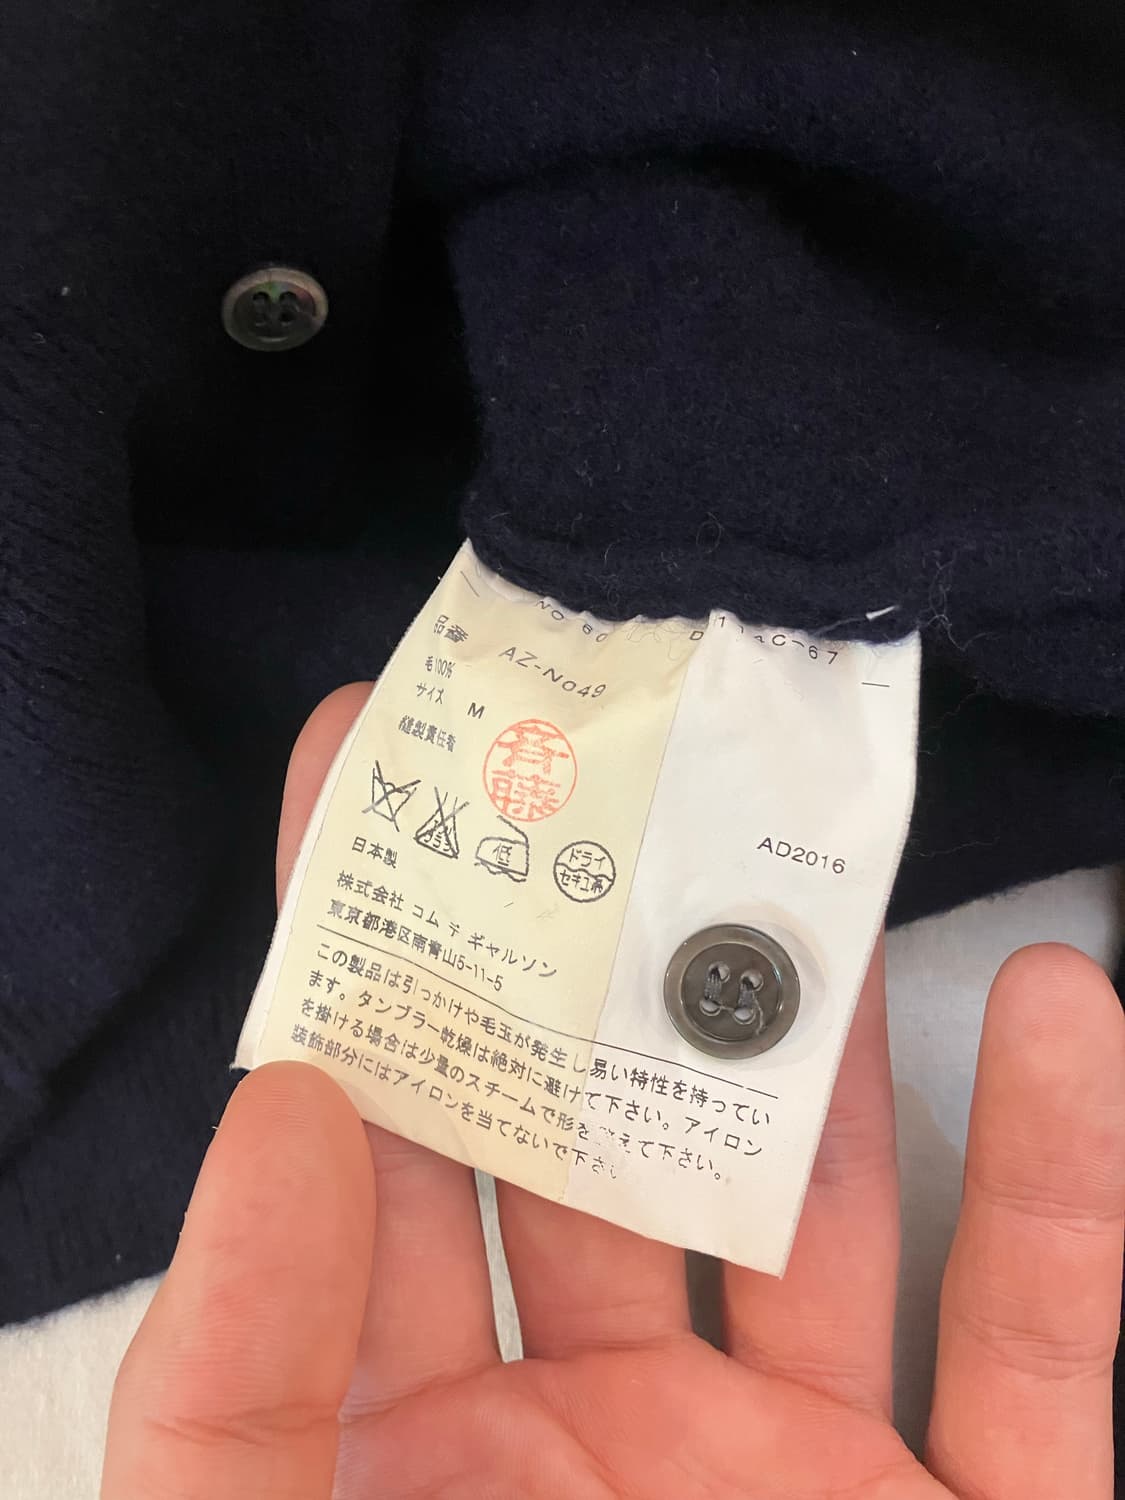 品番 AZ-N049
毛100%
サイズ M
縫製責任者
斉藤
ドライ
セキユ系
低
日本製
株式会社 コム デ ギャルソン
東京都港区南青山5-11-5
AD2016
この製品は引っかけや毛玉が発生し易い特性を持ってい
ます。タンブラー乾燥は絶対に避けて下さい。アイロン
を掛ける場合は少量のスチームで形を整えて下さい。
装飾部分にはアイロンを当てないで下さい